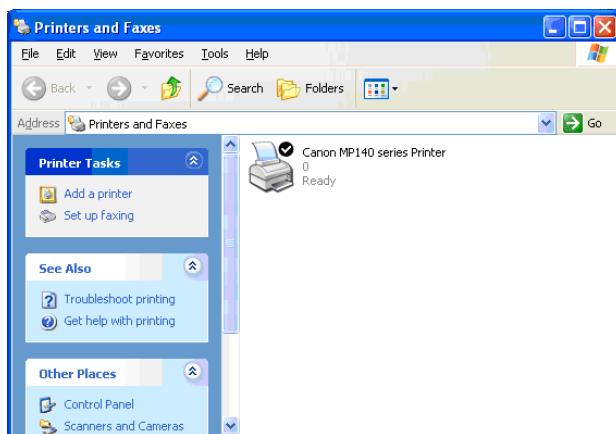 Printers and Faxes
File Edit View Favorites Tools Help
Back Search Folders
Address Printers and Faxes Go
Printer Tasks
Add a printer
Set up faxing
See Also
Troubleshoot printing
Get help with printing
Other Places
Control Panel
Scanners and Cameras
Canon MP140 series Printer
0
Ready